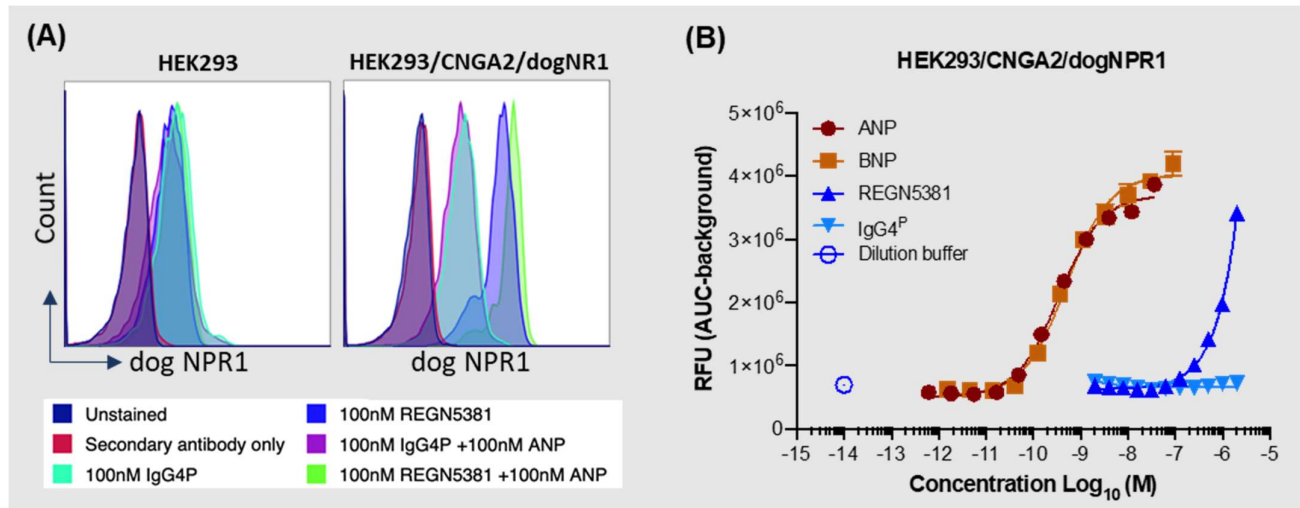 (A)
HEK293
HEK293/CNGA2/dogNR1
Count
dog NPR1
dog NPR1
Unstained
Secondary antibody only
100nM IgG4P
100nM REGN5381
100nM IgG4P +100nM ANP
100nM REGN5381 +100nM ANP
(B)
HEK293/CNGA2/dogNPR1
RFU (AUC-background)
5×10⁶
4×10⁶
3×10⁶
2×10⁶
1×10⁶
0
ANP
BNP
REGN5381
IgG4ᴾ
Dilution buffer
-15 -14 -13 -12 -11 -10 -9 -8 -7 -6 -5
Concentration Log₁₀ (M)